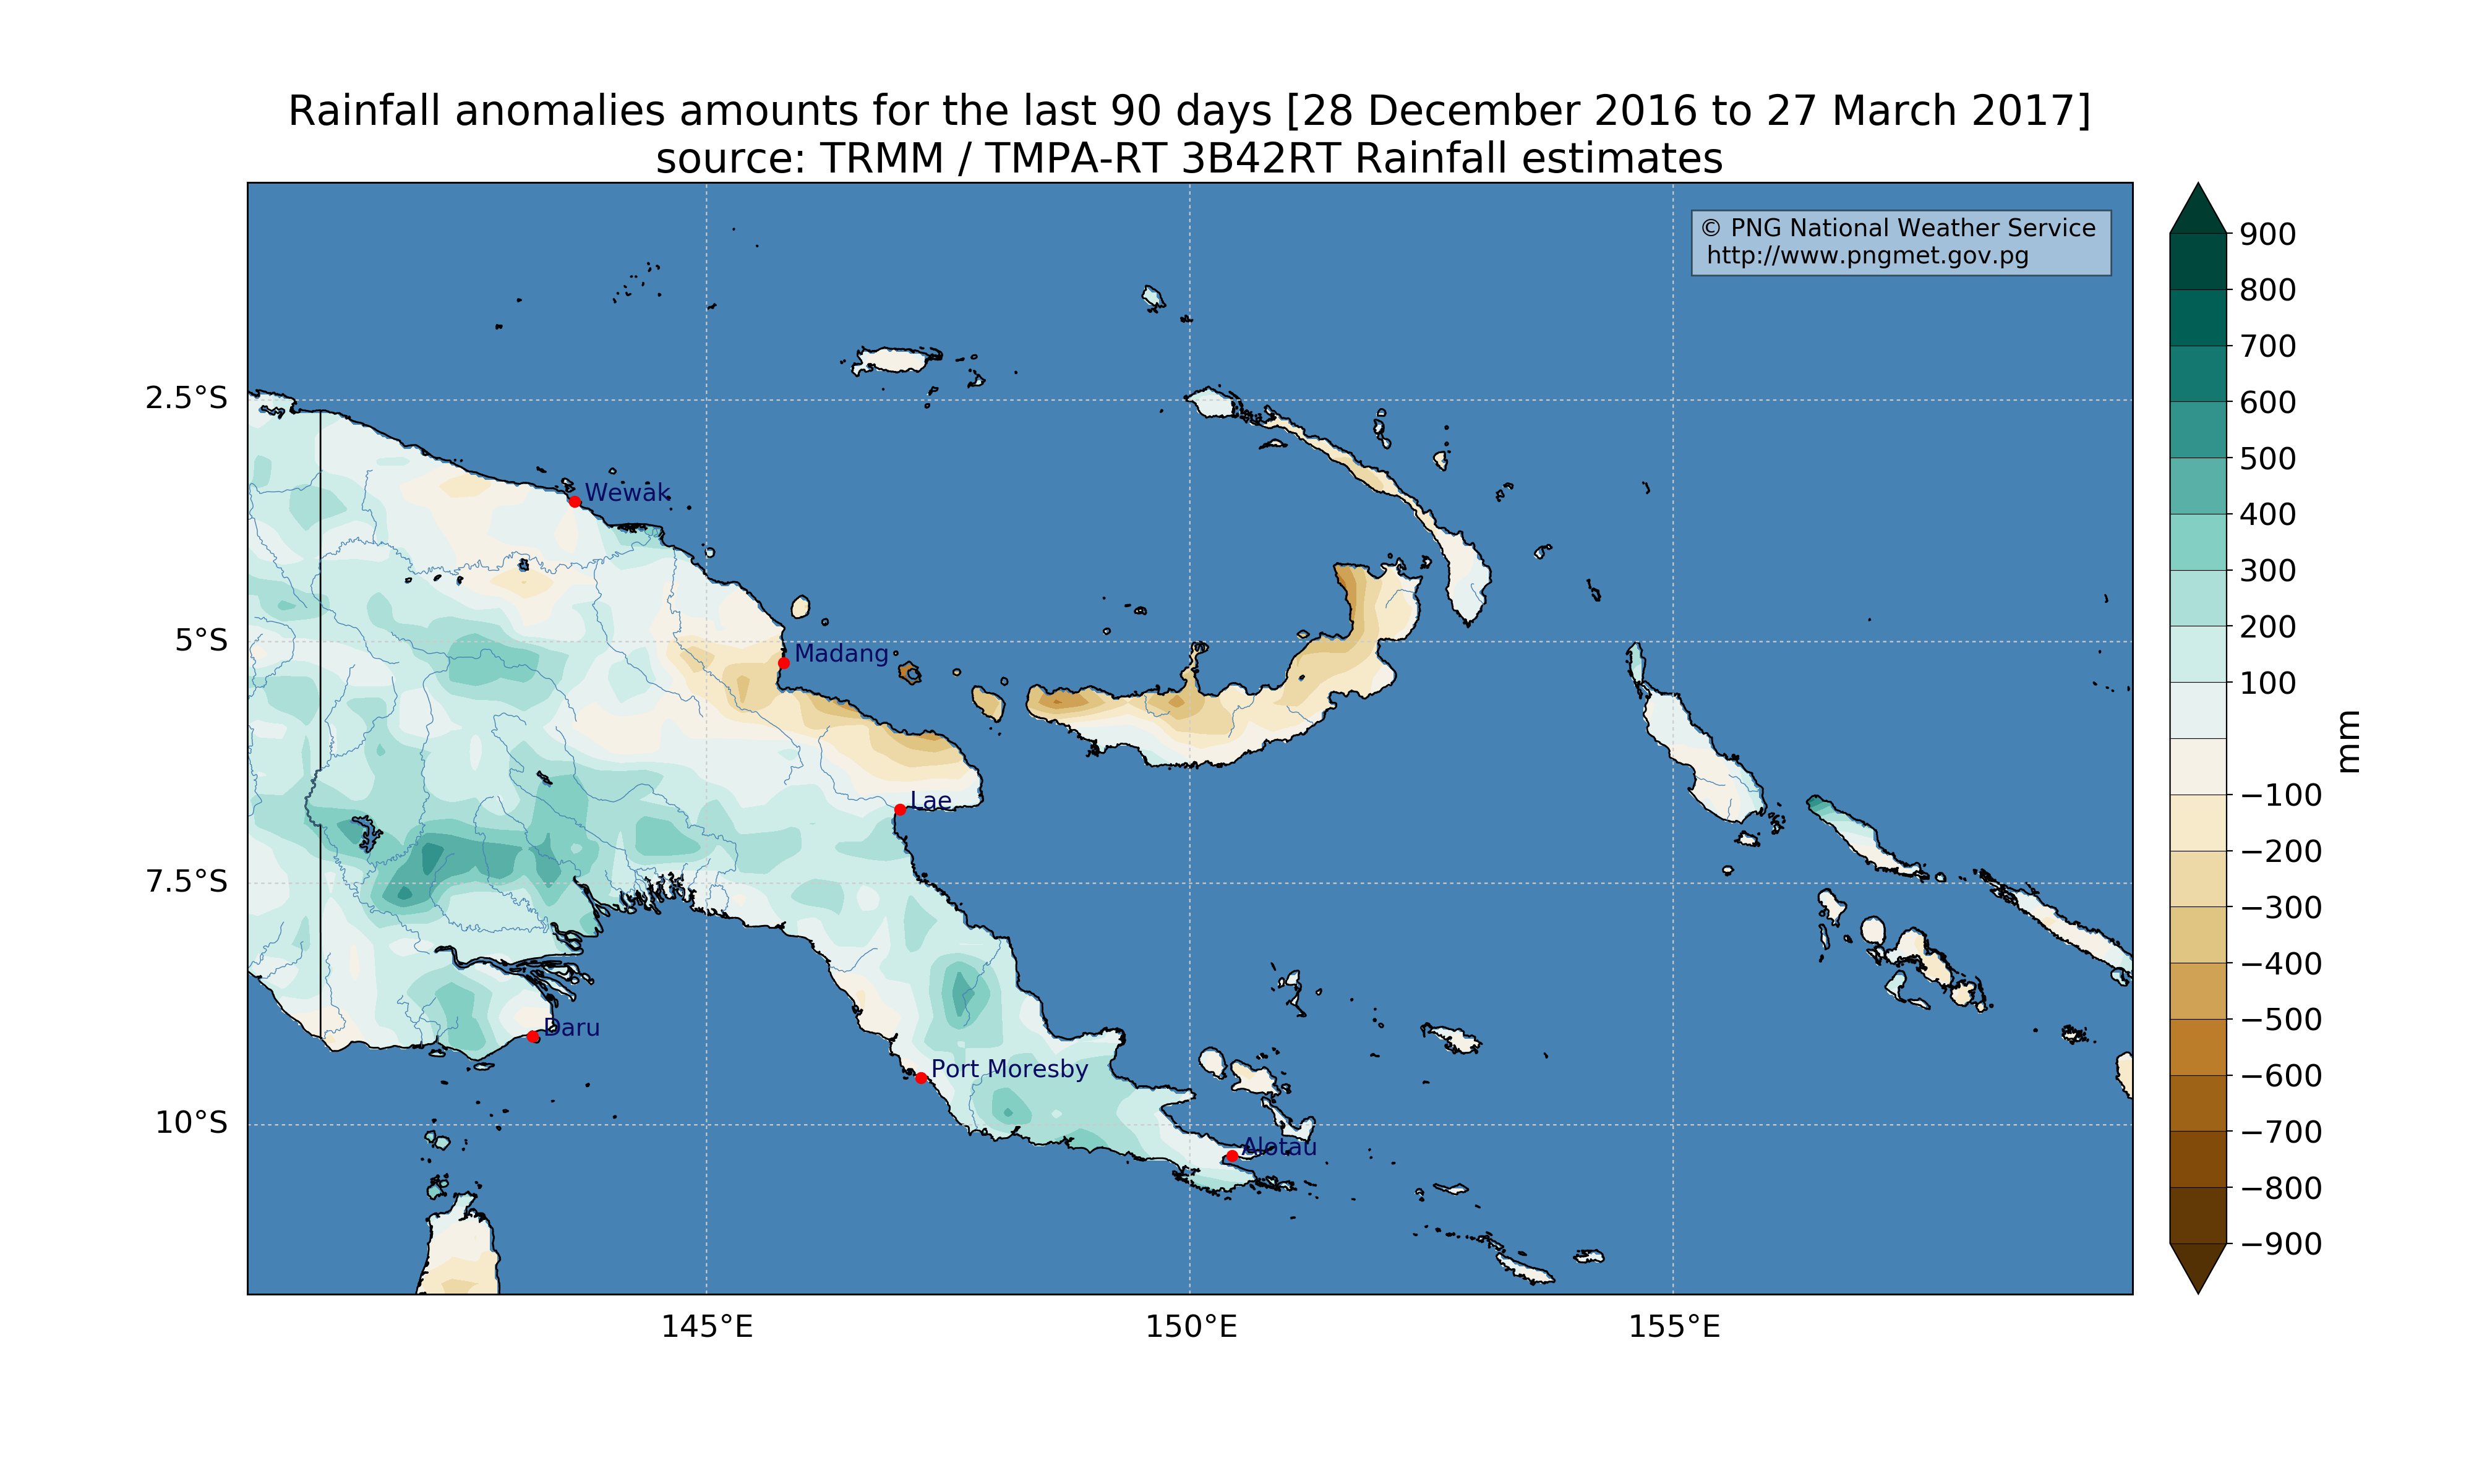 Rainfall anomalies amounts for the last 90 days [28 December 2016 to 27 March 2017]
source: TRMM / TMPA-RT 3B42RT Rainfall estimates
© PNG National Weather Service
http://www.pngmet.gov.pg
2.5°S
5°S
7.5°S
10°S
145°E
150°E
155°E
Wewak
Madang
Lae
Daru
Port Moresby
Alotau
900
800
700
600
500
400
300
200
100
−100
−200
−300
−400
−500
−600
−700
−800
−900
mm